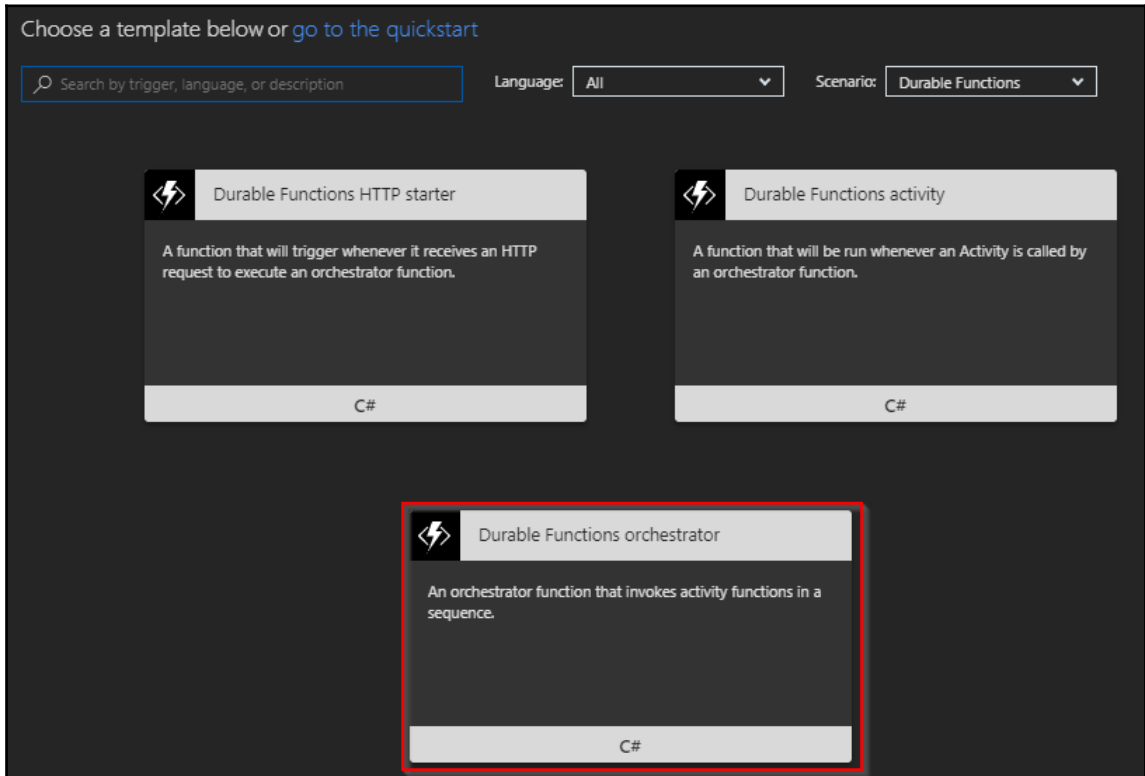 Choose a template below or go to the quickstart
Search by trigger, language, or description
Language: All
Scenario: Durable Functions
Durable Functions HTTP starter
A function that will trigger whenever it receives an HTTP
request to execute an orchestrator function.
C#
Durable Functions activity
A function that will be run whenever an Activity is called by
an orchestrator function.
C#
Durable Functions orchestrator
An orchestrator function that invokes activity functions in a
sequence.
C#